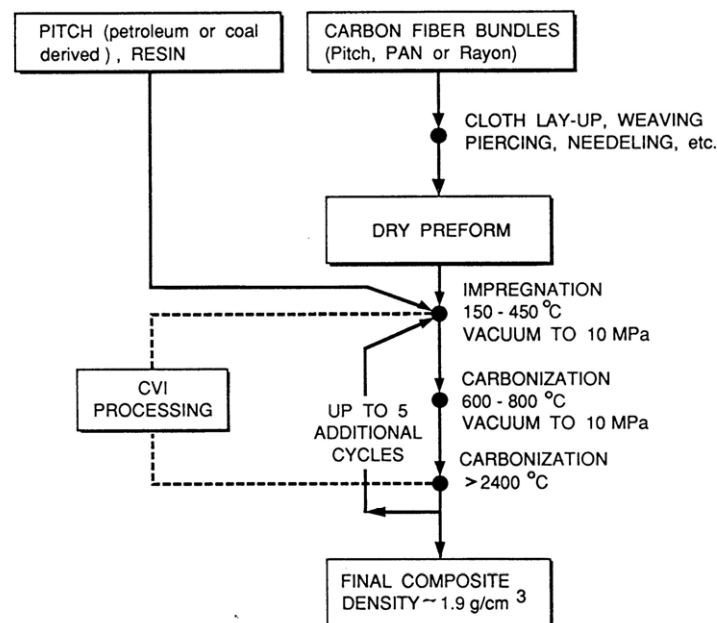 PITCH (petroleum or coal
derived), RESIN
CARBON FIBER BUNDLES
(Pitch, PAN or Rayon)
CLOTH LAY-UP, WEAVING
PIERCING, NEEDELING, etc.
DRY PREFORM
IMPREGNATION
150 - 450 °C
VACUUM TO 10 MPa
CVI
PROCESSING
UP TO 5
ADDITIONAL
CYCLES
CARBONIZATION
600 - 800 °C
VACUUM TO 10 MPa
CARBONIZATION
>2400 °C
FINAL COMPOSITE
DENSITY ~ 1.9 g/cm 3